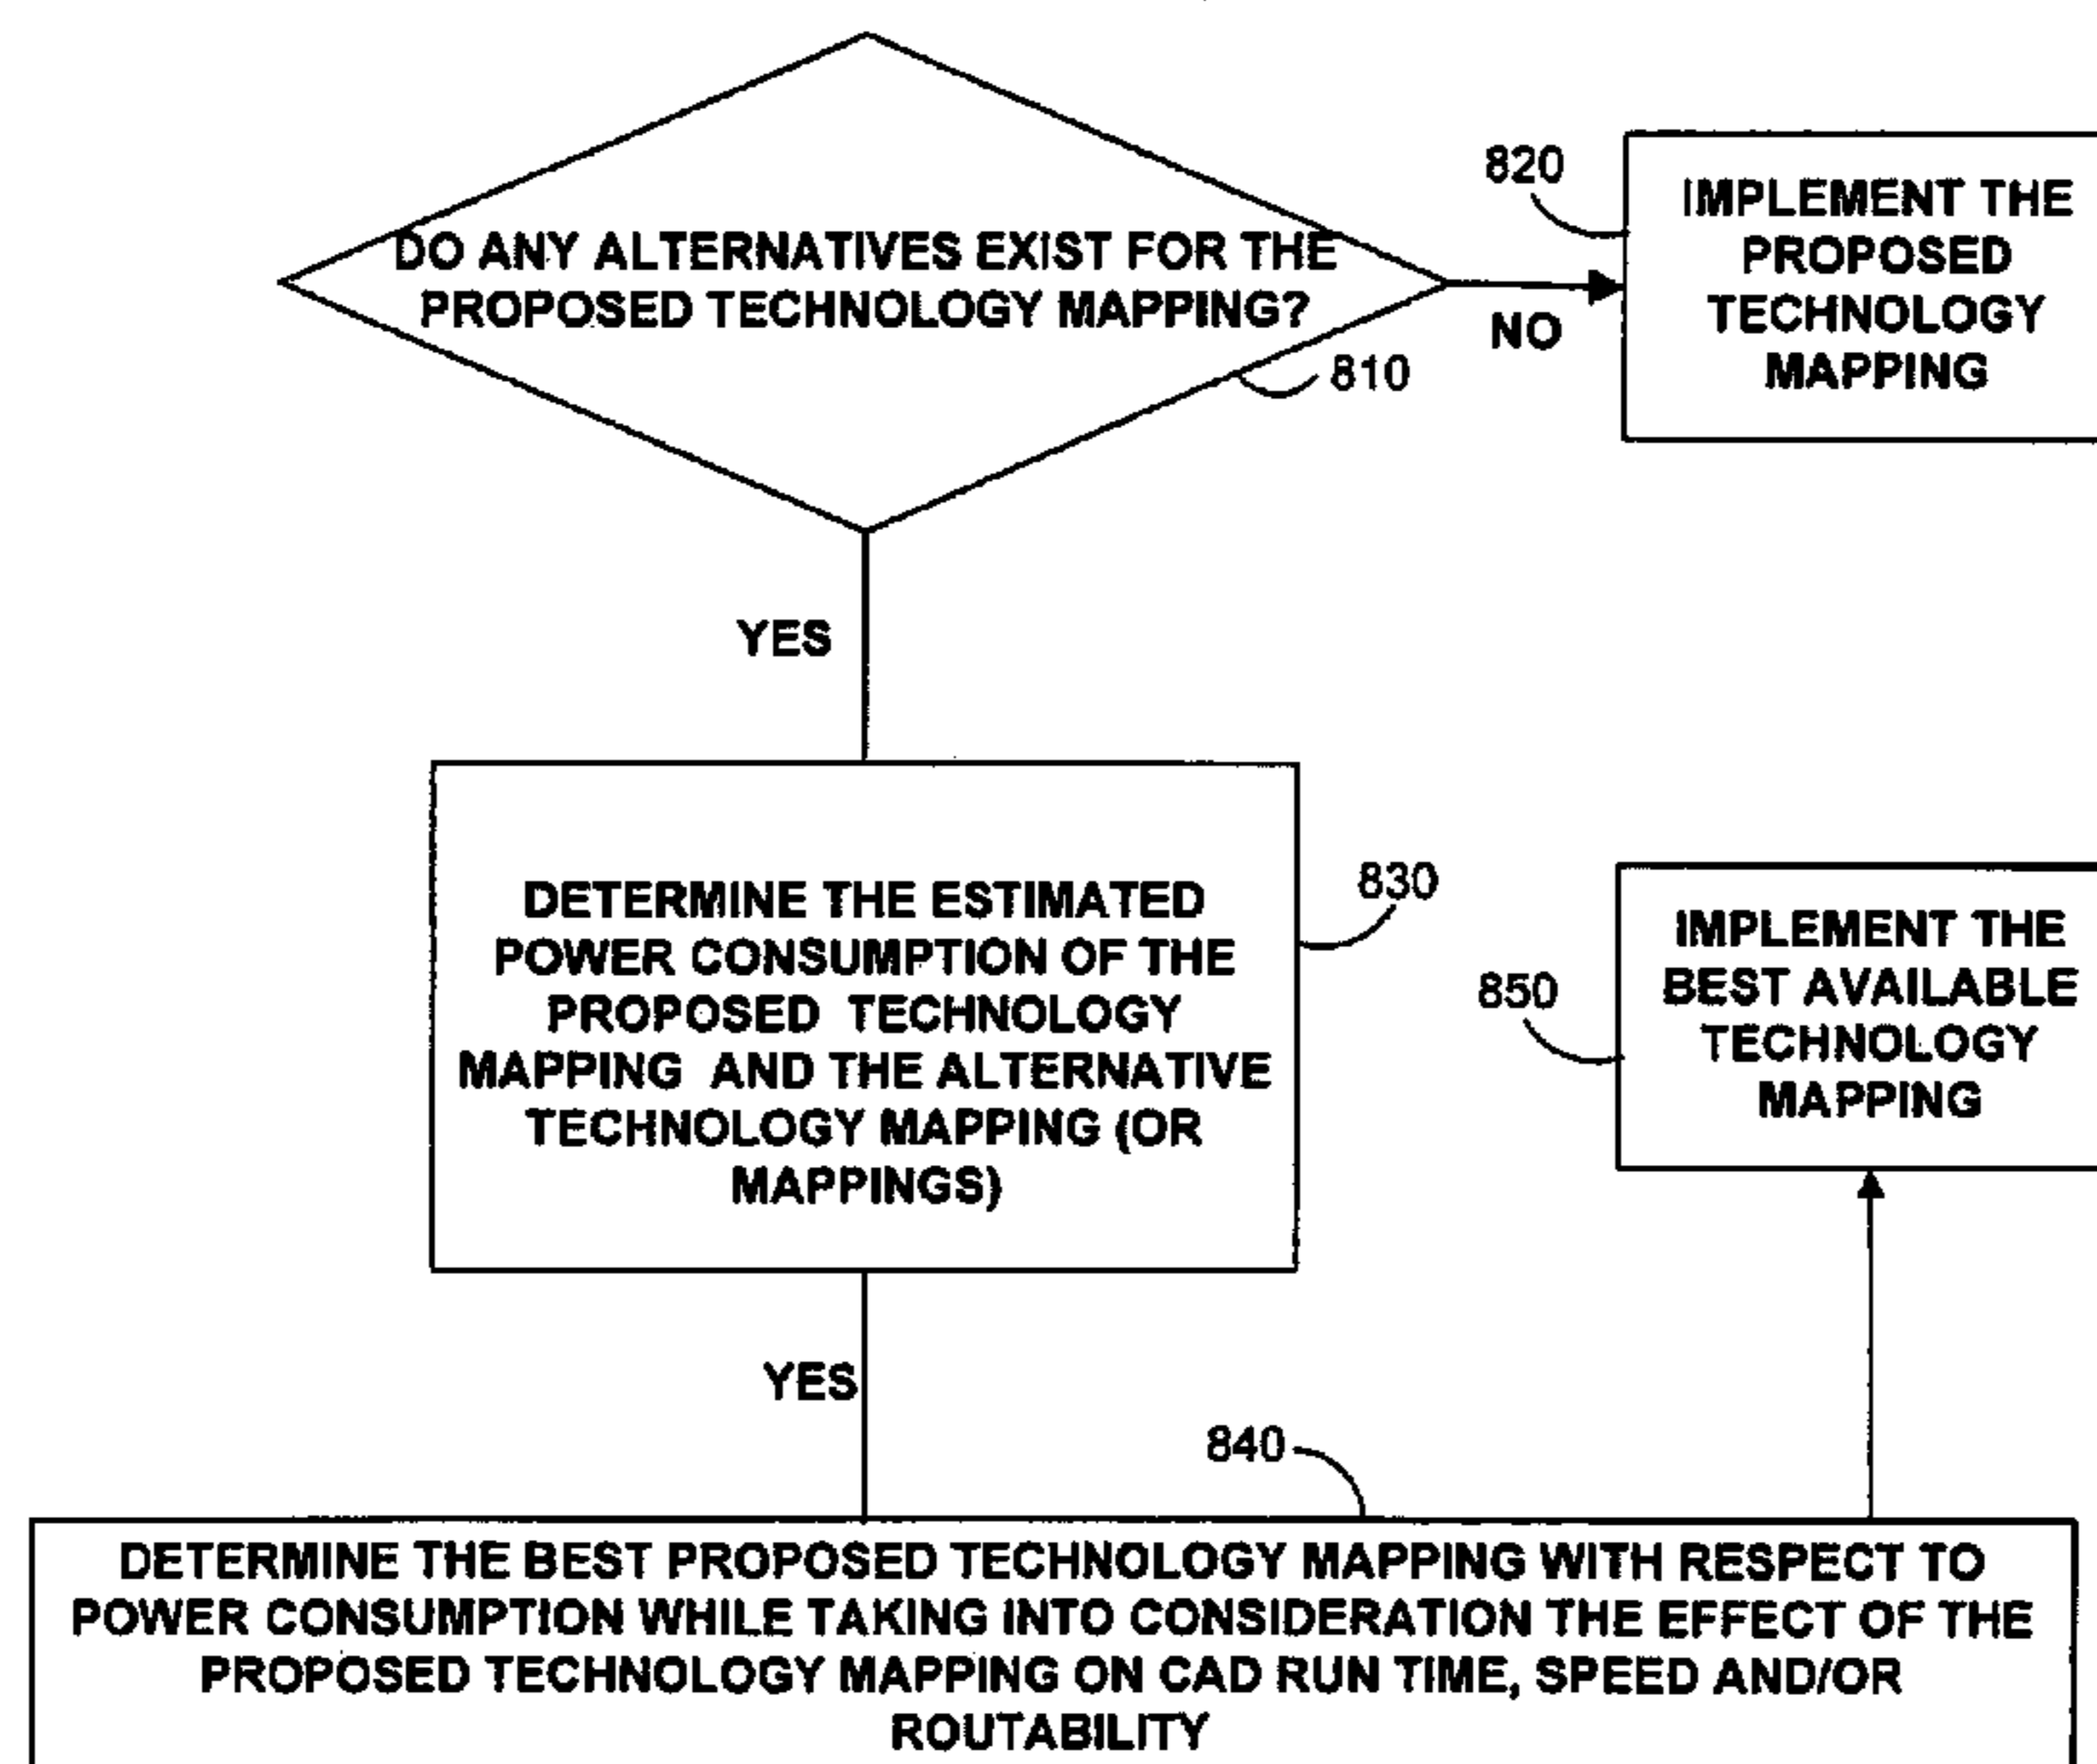 DO ANY ALTERNATIVES EXIST FOR THE
PROPOSED TECHNOLOGY MAPPING?
810
NO
820
IMPLEMENT THE
PROPOSED
TECHNOLOGY
MAPPING
YES
DETERMINE THE ESTIMATED
POWER CONSUMPTION OF THE
PROPOSED TECHNOLOGY
MAPPING AND THE ALTERNATIVE
TECHNOLOGY MAPPING (OR
MAPPINGS)
830
850
IMPLEMENT THE
BEST AVAILABLE
TECHNOLOGY
MAPPING
YES
840
DETERMINE THE BEST PROPOSED TECHNOLOGY MAPPING WITH RESPECT TO
POWER CONSUMPTION WHILE TAKING INTO CONSIDERATION THE EFFECT OF THE
PROPOSED TECHNOLOGY MAPPING ON CAD RUN TIME, SPEED AND/OR
ROUTABILITY